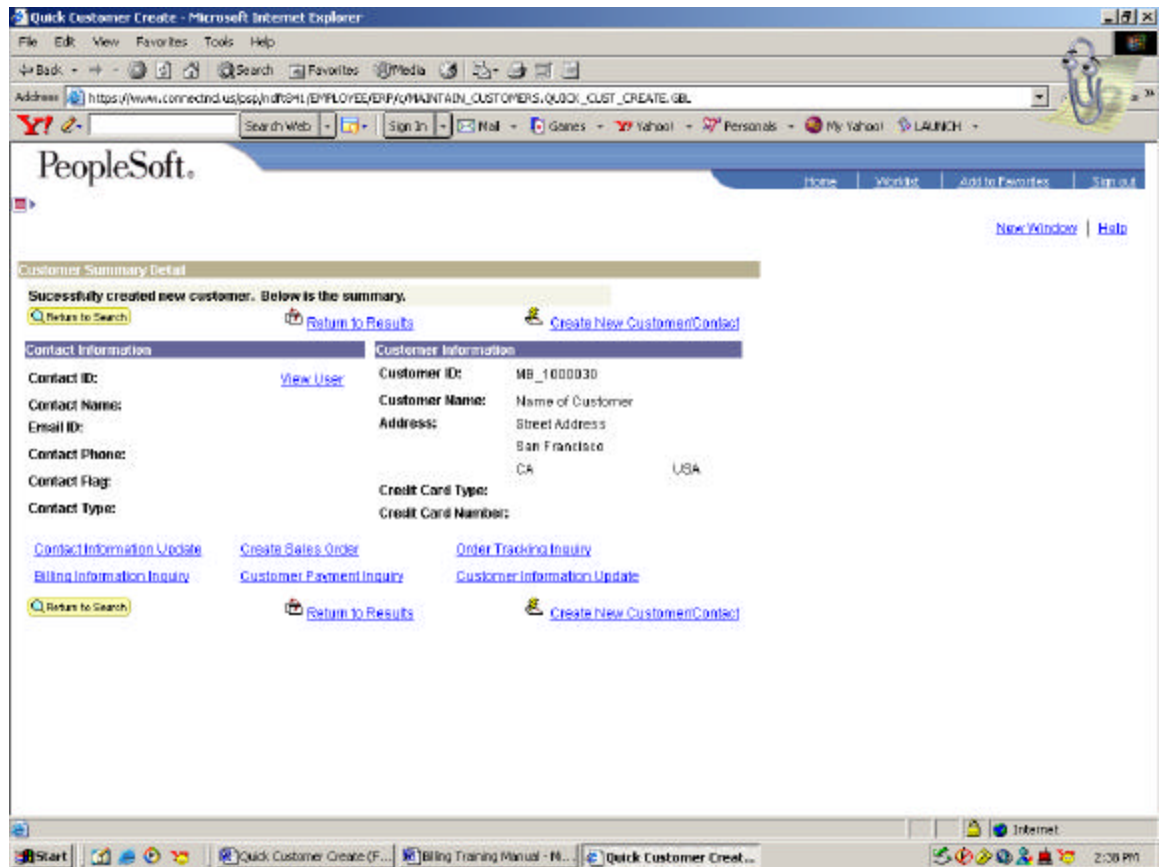 Quick Customer Create - Microsoft Internet Explorer
File Edit View Favorites Tools Help
Back Search Favorites Media
Address https://www.connectnd.us/psp/ndft841/EMPLOYEE/ERP/c/MAINTAIN_CUSTOMERS.QUICK_CUST_CREATE.GBL
Y! Search Web Sign In Mail Games Yahoo! Personals My Yahoo! LAUNCH
PeopleSoft.
Home Worklist Add to Favorites Sign out
New Window | Help
Customer Summary Detail
Sucessfully created new customer. Below is the summary.
Return to Search Return to Results Create New Customer/Contact
Contact Information Customer Information
Contact ID: View User Customer ID: MB_1000030
Contact Name: Customer Name: Name of Customer
Email ID: Address: Street Address
Contact Phone: San Francisco
CA USA
Contact Flag: Credit Card Type:
Contact Type: Credit Card Number:
Contact Information Update Create Sales Order Order Tracking Inquiry
Billing Information Inquiry Customer Payment Inquiry Customer Information Update
Return to Search Return to Results Create New Customer/Contact
Internet
Start Quick Customer Create (F... Billing Training Manual - M... Quick Customer Creat... 2:38 PM